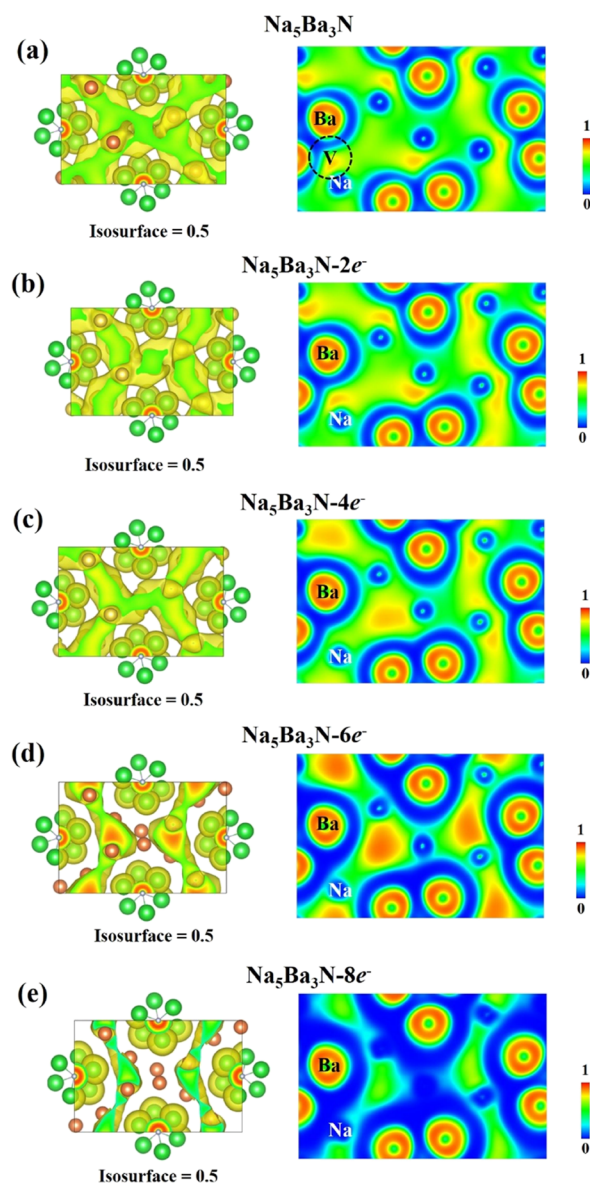 Na₅Ba₃N
(a)
Ba
V
Na
1
0
Isosurface = 0.5
Na₅Ba₃N-2e⁻
(b)
Ba
Na
1
0
Isosurface = 0.5
Na₅Ba₃N-4e⁻
(c)
Ba
Na
1
0
Isosurface = 0.5
Na₅Ba₃N-6e⁻
(d)
Ba
Na
1
0
Isosurface = 0.5
Na₅Ba₃N-8e⁻
(e)
Ba
Na
1
0
Isosurface = 0.5